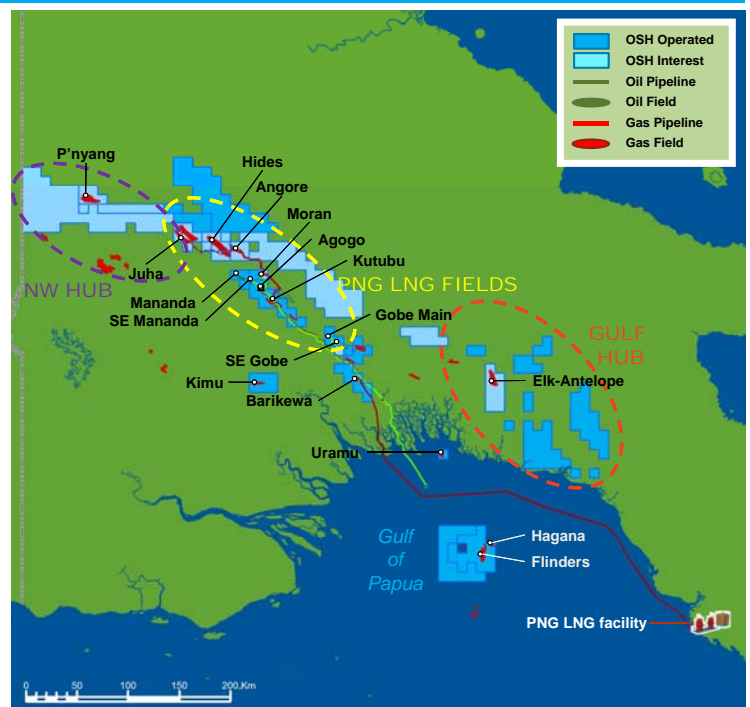 OSH Operated
OSH Interest
Oil Pipeline
Oil Field
Gas Pipeline
Gas Field
P'nyang
Hides
Angore
Moran
Agogo
Kutubu
Juha
NW HUB
Mananda
SE Mananda
PNG LNG FIELDS
Gobe Main
GULF
HUB
SE Gobe
Kimu
Barikewa
Elk-Antelope
Uramu
Gulf
of
Papua
Hagana
Flinders
PNG LNG facility
0 50 100 150 200 Km